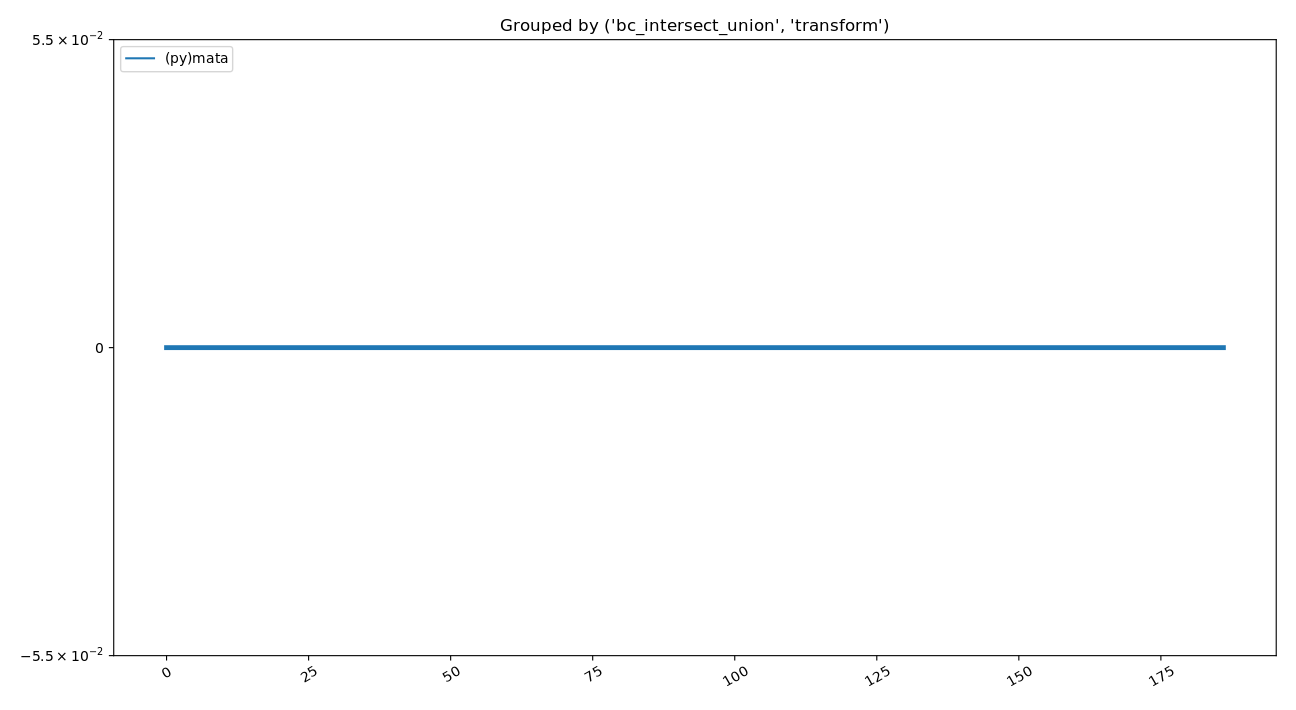 Grouped by ('bc_intersect_union', 'transform')
5.5 × 10⁻²
(py)mata
0
−5.5 × 10⁻²
0 25 50 75 100 125 150 175